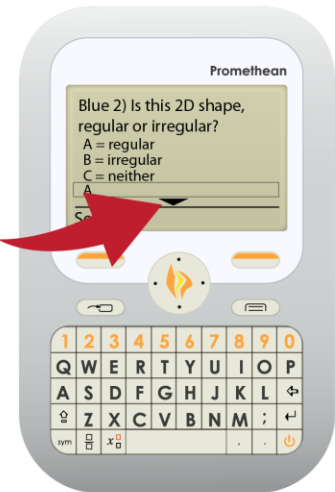 Promethean
Blue 2) Is this 2D shape,
regular or irregular?
A = regular
B = irregular
C = neither
A
1 2 3 4 5 6 7 8 9 0
Q W E R T Y U I O P
A S D F G H J K L
Z X C V B N M ;
sym x , .